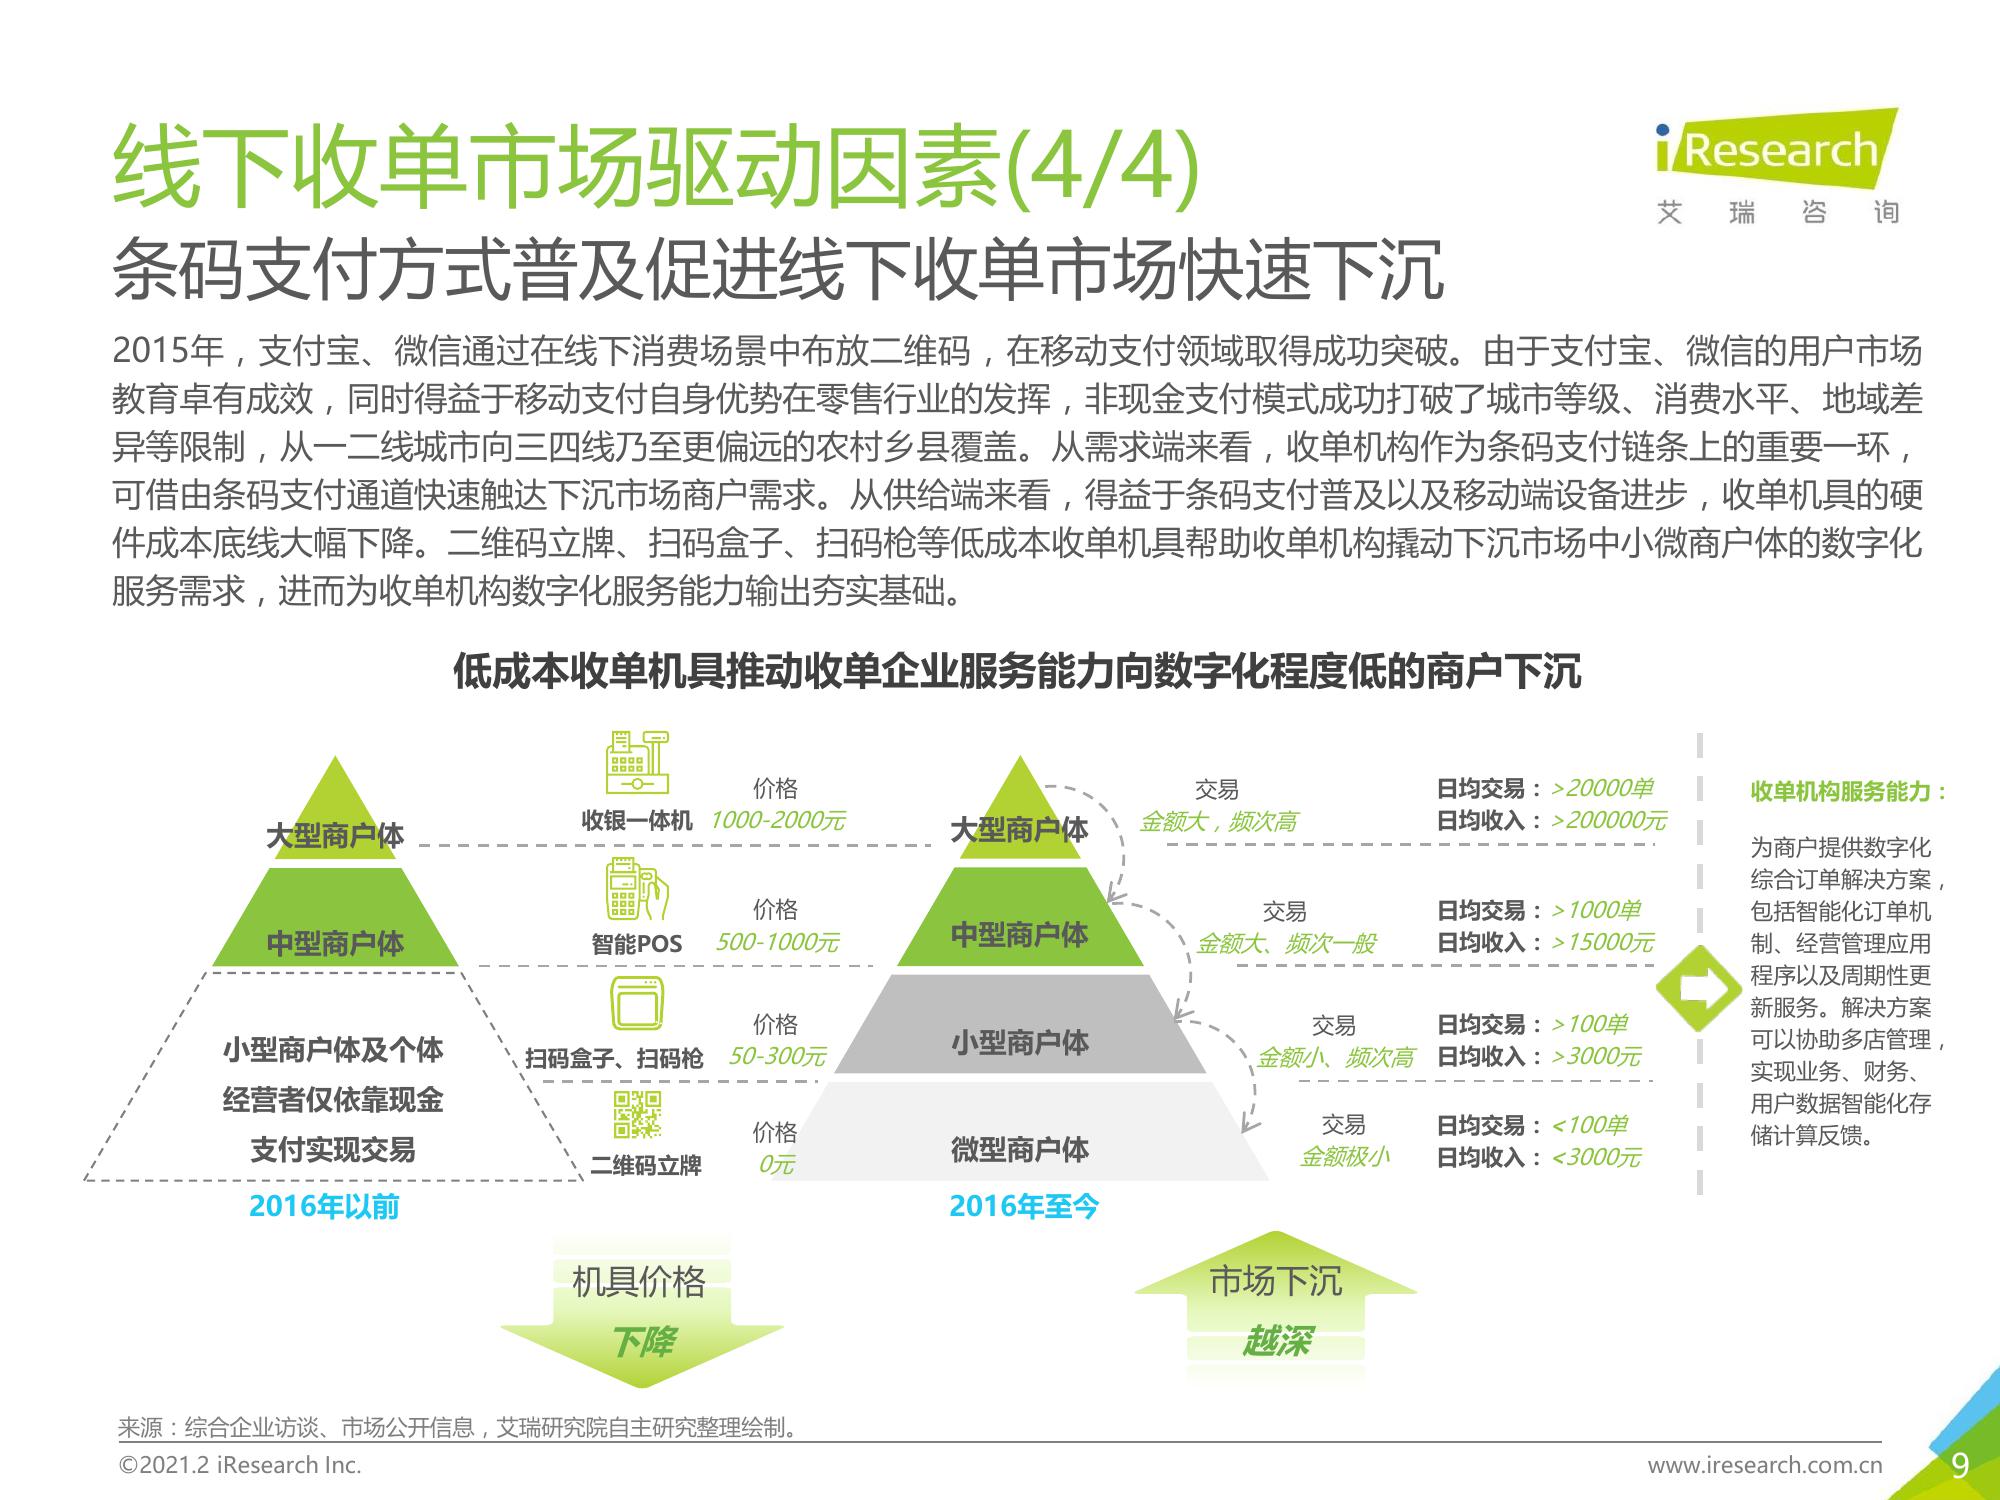 线下收单市场驱动因素(4/4)
iResearch
艾瑞咨询
条码支付方式普及促进线下收单市场快速下沉
2015年，支付宝、微信通过在线下消费场景中布放二维码，在移动支付领域取得成功突破。由于支付宝、微信的用户市场
教育卓有成效，同时得益于移动支付自身优势在零售行业的发挥，非现金支付模式成功打破了城市等级、消费水平、地域差
异等限制，从一二线城市向三四线乃至更偏远的农村乡县覆盖。从需求端来看，收单机构作为条码支付链条上的重要一环，
可借由条码支付通道快速触达下沉市场商户需求。从供给端来看，得益于条码支付普及以及移动端设备进步，收单机具的硬
件成本底线大幅下降。二维码立牌、扫码盒子、扫码枪等低成本收单机具帮助收单机构撬动下沉市场中小微商户体的数字化
服务需求，进而为收单机构数字化服务能力输出夯实基础。
低成本收单机具推动收单企业服务能力向数字化程度低的商户下沉
大型商户体
中型商户体
小型商户体及个体
经营者仅依靠现金
支付实现交易
2016年以前
收银一体机
价格
1000-2000元
智能POS
价格
500-1000元
扫码盒子、扫码枪
价格
50-300元
二维码立牌
价格
0元
大型商户体
中型商户体
小型商户体
微型商户体
2016年至今
交易
金额大，频次高
日均交易：>20000单
日均收入：>200000元
交易
金额大、频次一般
日均交易：>1000单
日均收入：>15000元
交易
金额小、频次高
日均交易：>100单
日均收入：>3000元
交易
金额极小
日均交易：<100单
日均收入：<3000元
收单机构服务能力：
为商户提供数字化
综合订单解决方案，
包括智能化订单机
制、经营管理应用
程序以及周期性更
新服务。解决方案
可以协助多店管理，
实现业务、财务、
用户数据智能化存
储计算反馈。
机具价格
下降
市场下沉
越深
来源：综合企业访谈、市场公开信息，艾瑞研究院自主研究整理绘制。
©2021.2 iResearch Inc.
www.iresearch.com.cn
9